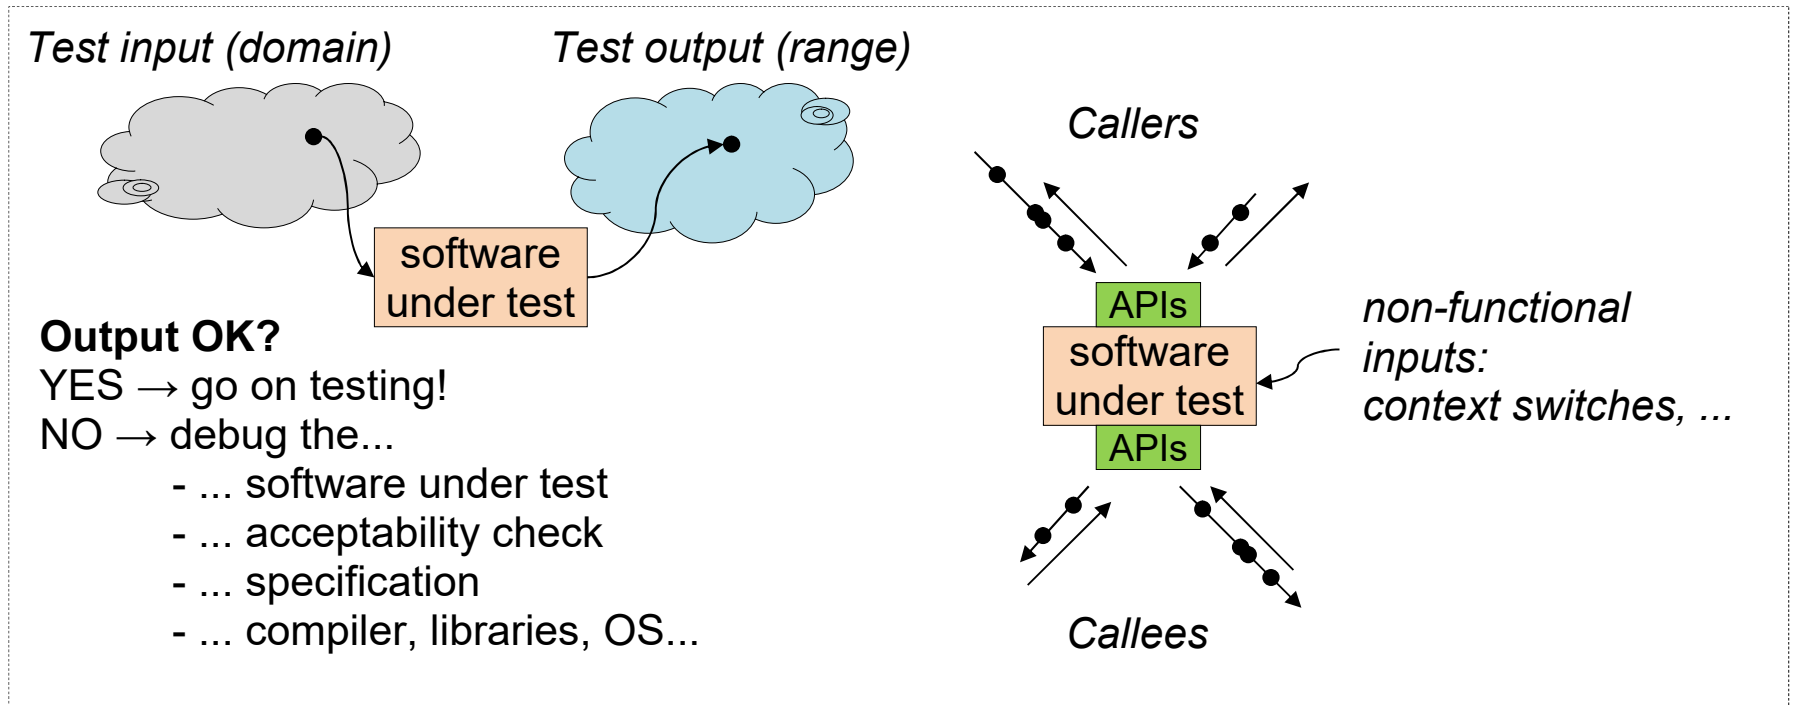 Test input (domain)
Test output (range)
software
under test
Output OK?
YES → go on testing!
NO → debug the...
- ... software under test
- ... acceptability check
- ... specification
- ... compiler, libraries, OS...
Callers
APIs
software
under test
APIs
Callees
non-functional
inputs:
context switches, ...